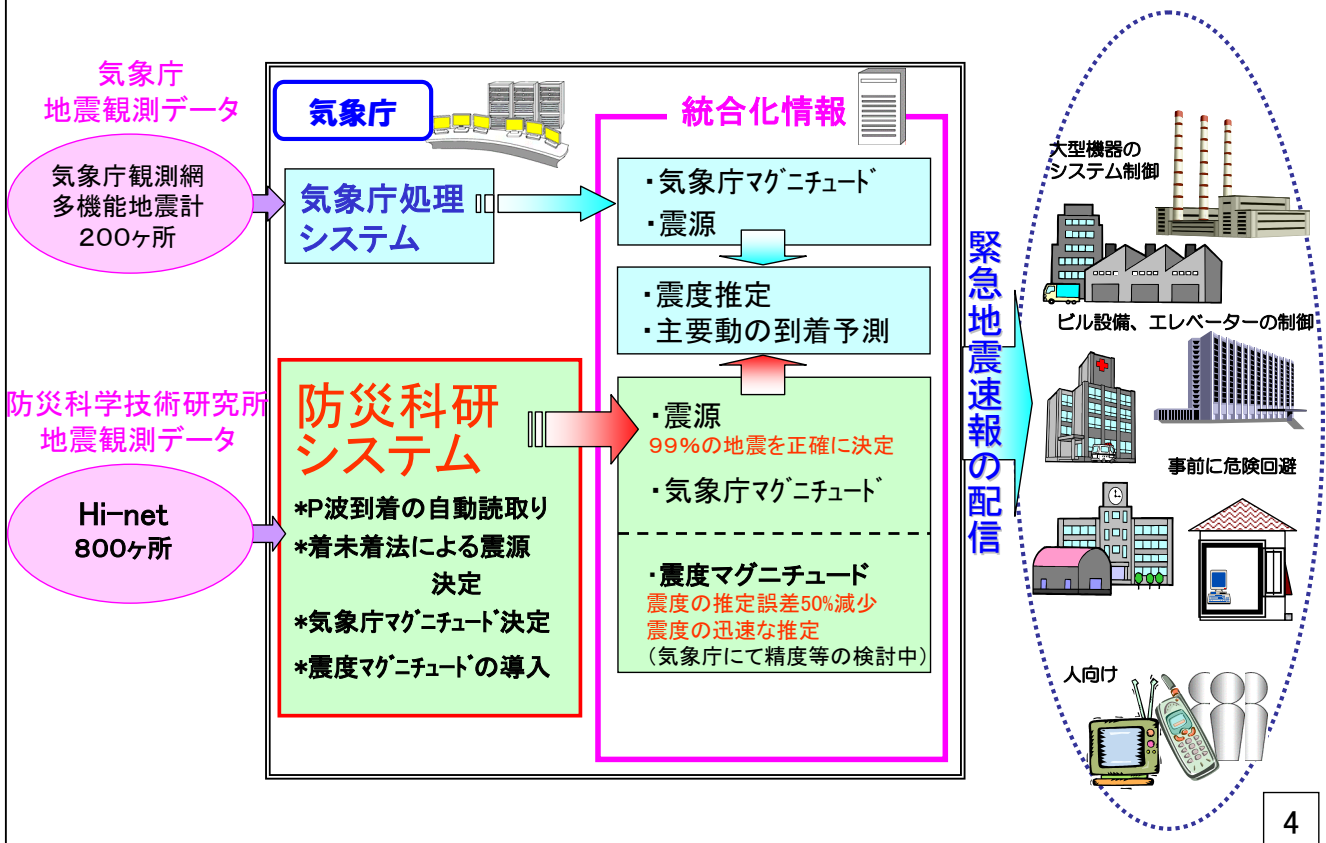 気象庁
地震観測データ
気象庁観測網
多機能地震計
200ヶ所
防災科学技術研究所
地震観測データ
Hi-net
800ヶ所
気象庁
気象庁処理
システム
防災科研
システム
*P波到着の自動読取り
*着未着法による震源
決定
*気象庁マグニチュード決定
*震度マグニチュードの導入
統合化情報
・気象庁マグニチュード
・震源
・震度推定
・主要動の到着予測
・震源
99%の地震を正確に決定
・気象庁マグニチュード
・震度マグニチュード
震度の推定誤差50%減少
震度の迅速な推定
(気象庁にて精度等の検討中)
緊急地震速報の配信
大型機器の
システム制御
ビル設備、エレベーターの制御
事前に危険回避
人向け
4